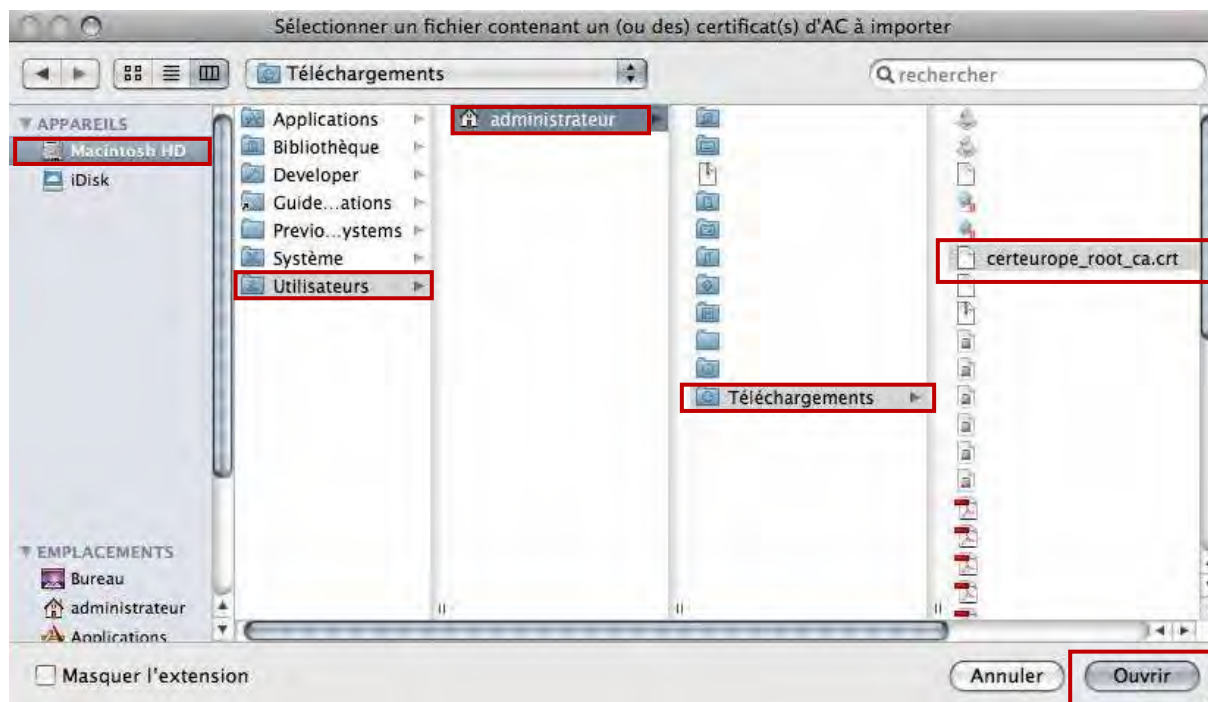 Sélectionner un fichier contenant un (ou des) certificat(s) d'AC à importer
Téléchargements
rechercher
APPAREILS
Macintosh HD
iDisk
EMPLACEMENTS
Bureau
administrateur
Applications
Applications
Bibliothèque
Developer
Guide...ations
Previo...ystems
Système
Utilisateurs
administrateur
Téléchargements
certeurope_root_ca.crt
Masquer l'extension
Annuler
Ouvrir